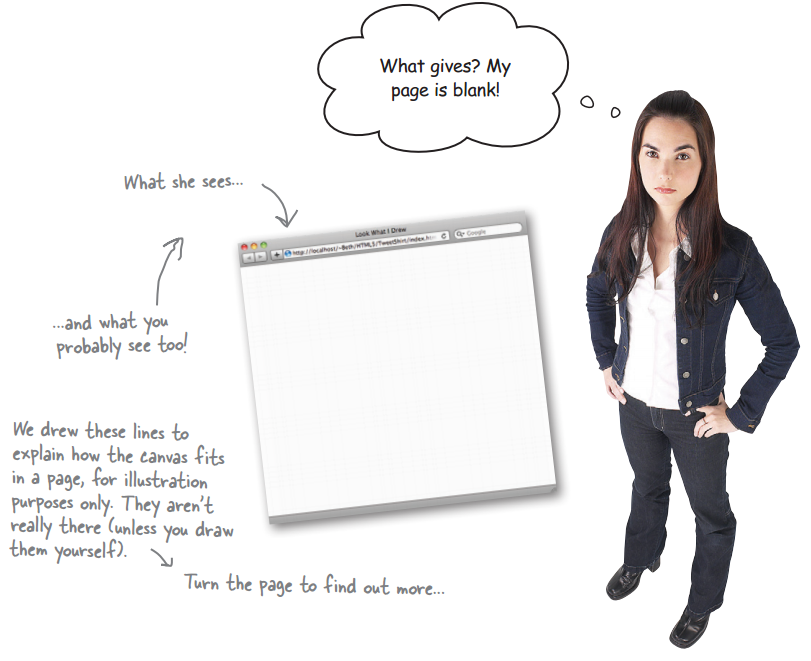 What gives? My
page is blank!
What she sees...
Look What I Draw
http://localhost/~Beth/HTML5/TweetShirt/index.htm
Google
...and what you
probably see too!
We drew these lines to
explain how the canvas fits
in a page, for illustration
purposes only. They aren't
really there (unless you draw
them yourself).
Turn the page to find out more...